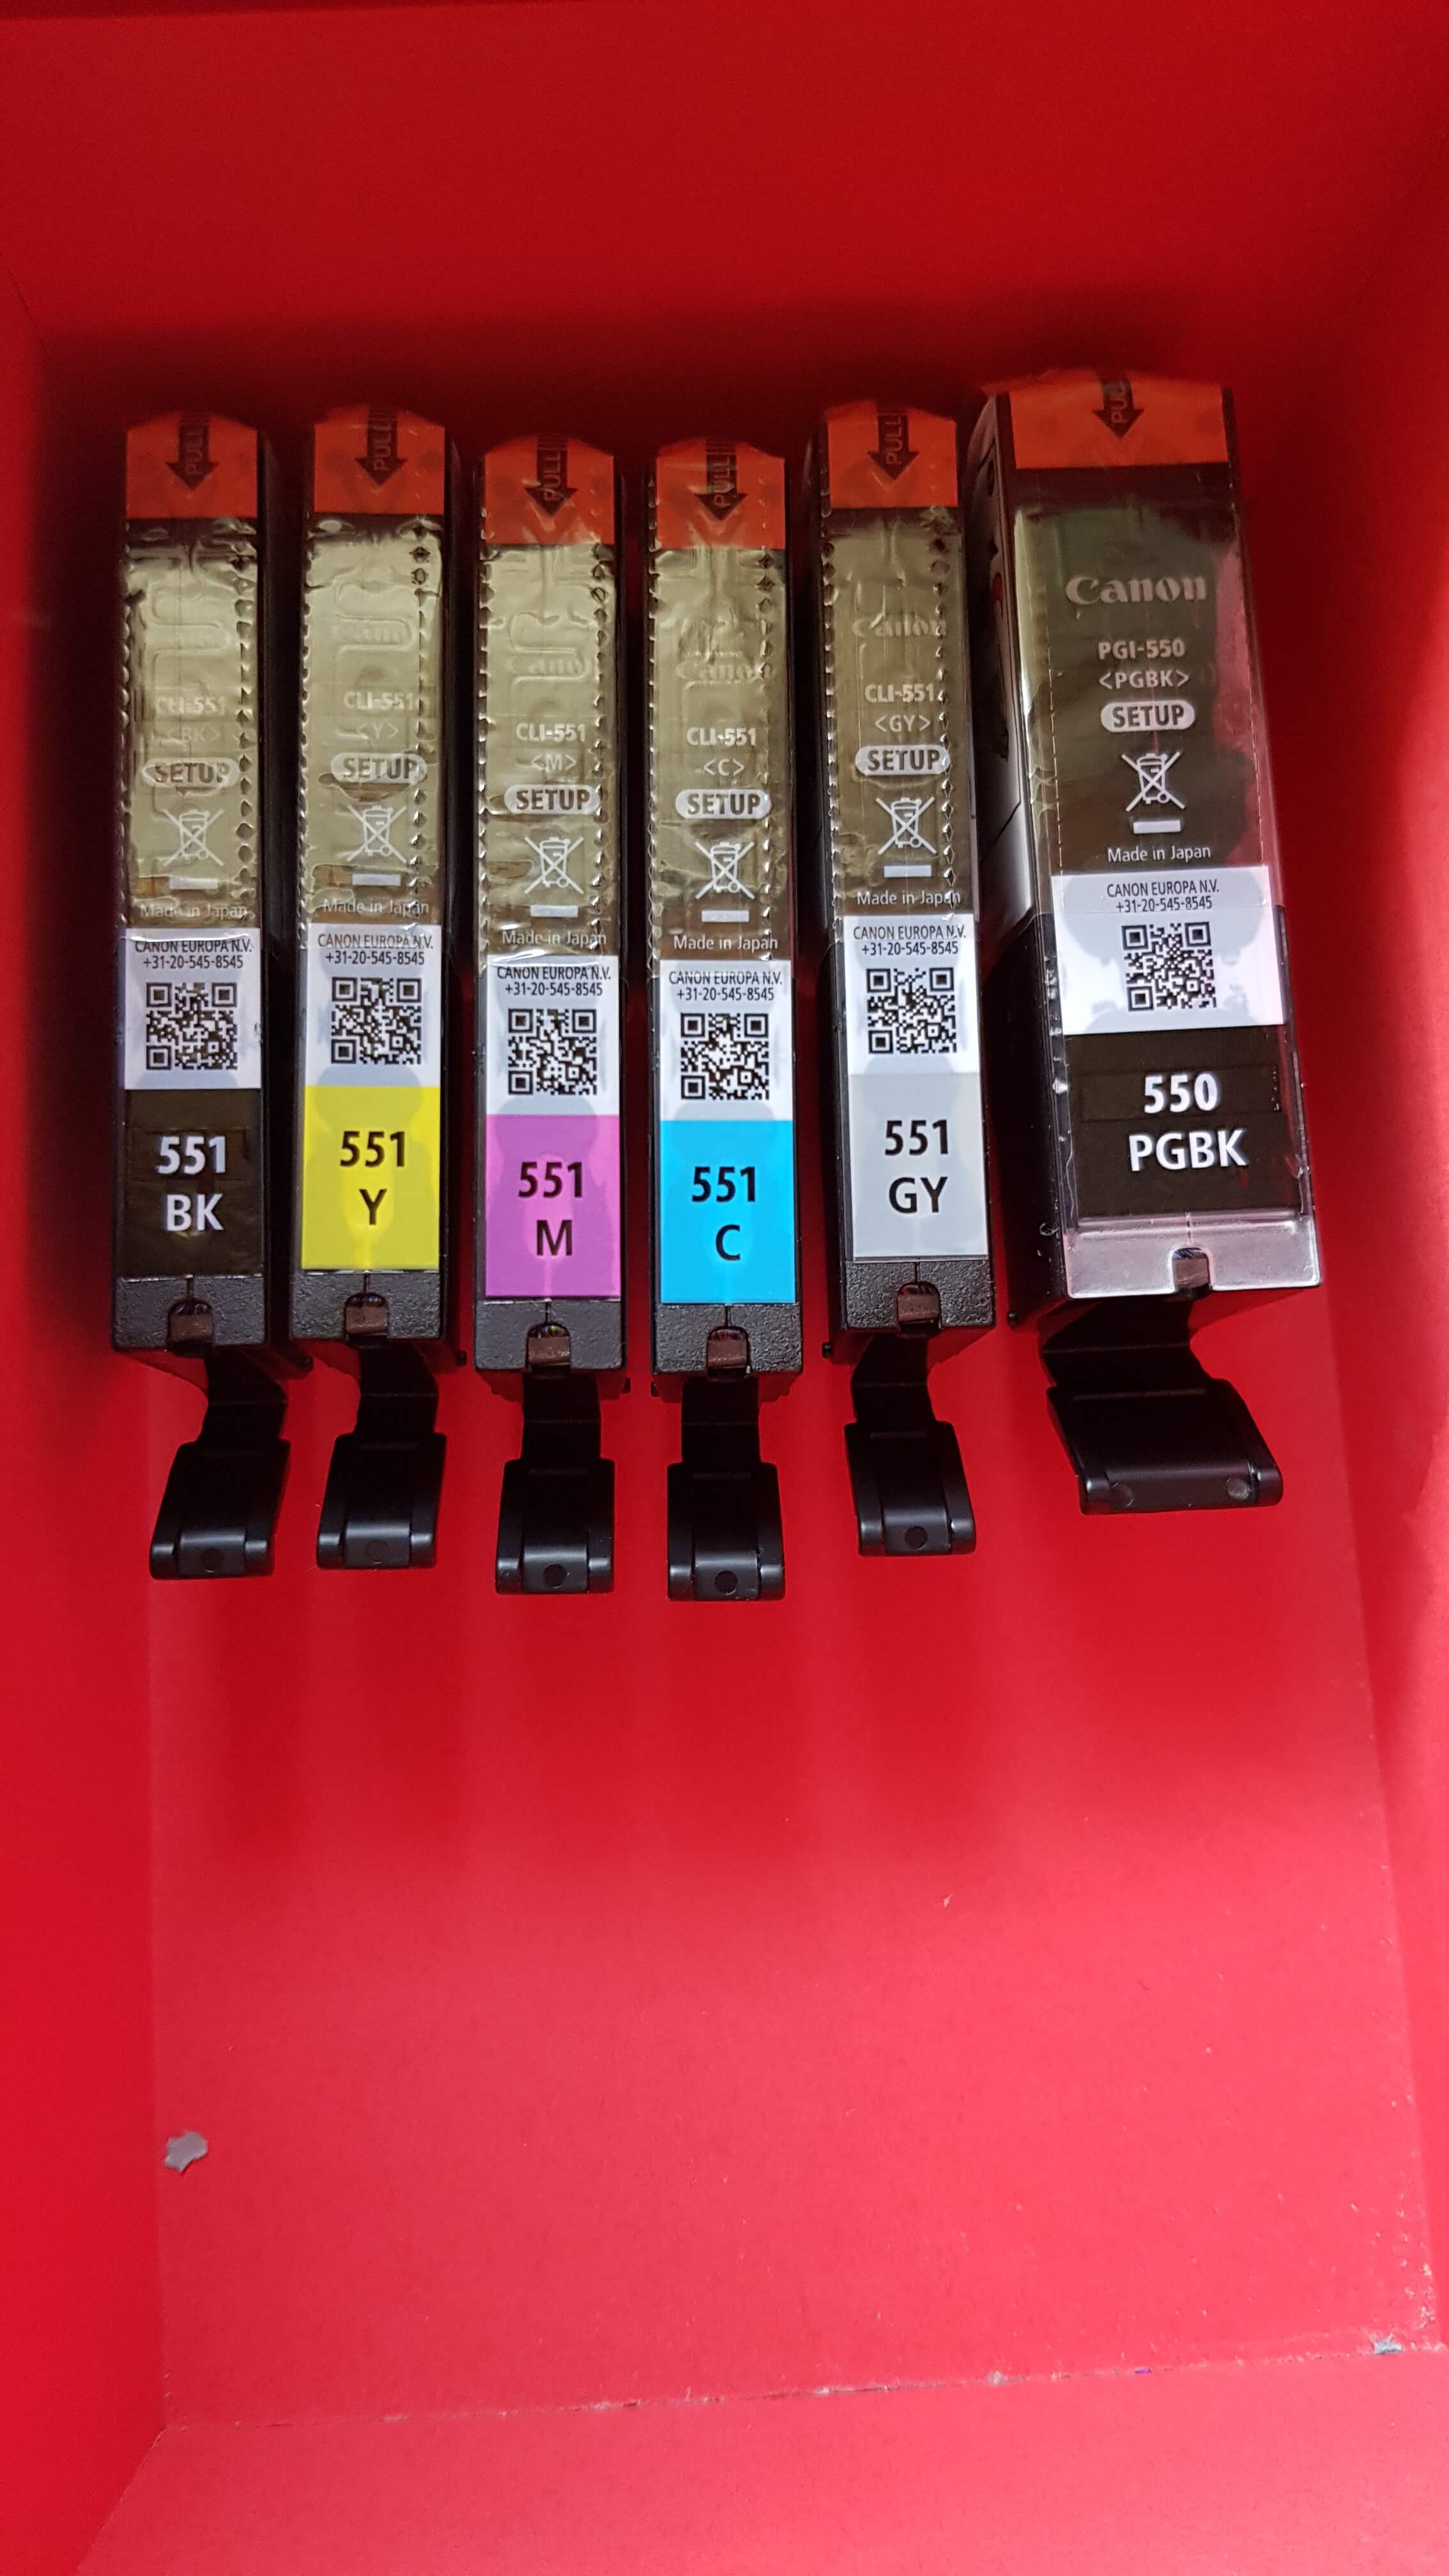 PULL
CLI-551
<BK>
SETUP
Made in Japan
CANON EUROPA N.V.
+31-20-545-8545
551
BK
PULL
Canon
CLI-551
<Y>
SETUP
Made in Japan
CANON EUROPA N.V.
+31-20-545-8545
551
Y
PULL
Canon
CLI-551
<M>
SETUP
Made in Japan
CANON EUROPA N.V.
+31-20-545-8545
551
M
PULL
Canon
CLI-551
<C>
SETUP
Made in Japan
CANON EUROPA N.V.
+31-20-545-8545
551
C
PULL
Canon
CLI-551
<GY>
SETUP
Made in Japan
CANON EUROPA N.V.
+31-20-545-8545
551
GY
PULL
Canon
PGI-550
<PGBK>
SETUP
Made in Japan
CANON EUROPA N.V.
+31-20-545-8545
550
PGBK